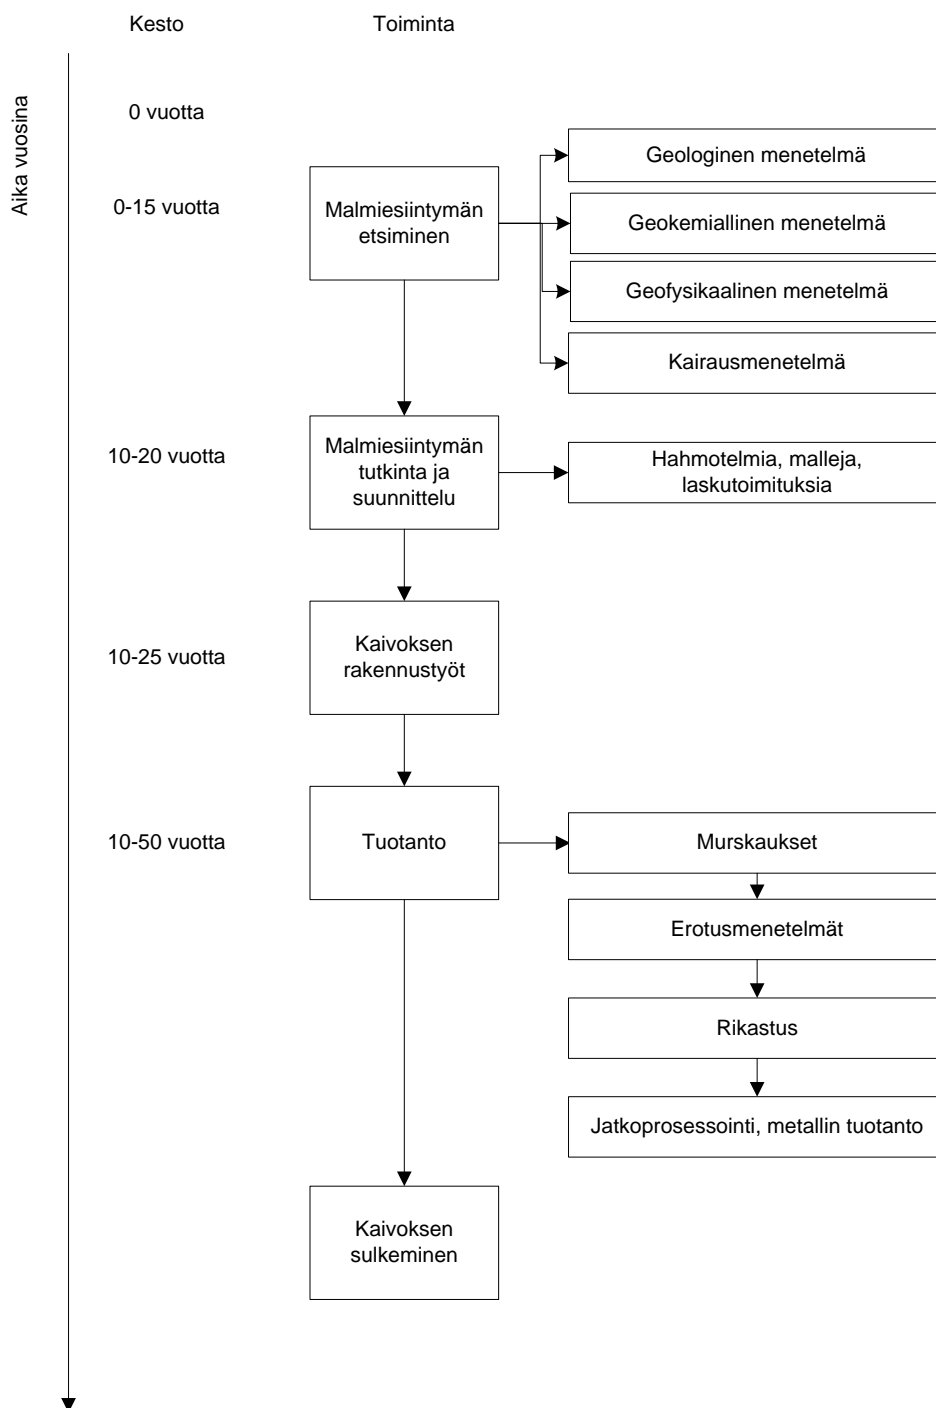 Kesto
Toiminta
Aika vuosina
0 vuotta
Geologinen menetelmä
0-15 vuotta
Malmiesiintymän
etsiminen
Geokemiallinen menetelmä
Geofysikaalinen menetelmä
Kairausmenetelmä
10-20 vuotta
Malmiesiintymän
tutkinta ja
suunnittelu
Hahmotelmia, malleja,
laskutoimituksia
10-25 vuotta
Kaivoksen
rakennustyöt
10-50 vuotta
Tuotanto
Murskaukset
Erotusmenetelmät
Rikastus
Jatkoprosessointi, metallin tuotanto
Kaivoksen
sulkeminen